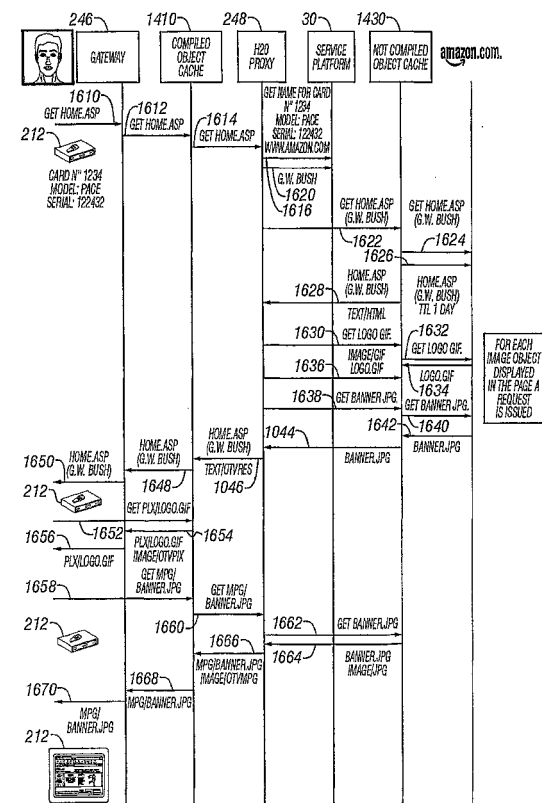 246
1410
248
30
1430
GATEWAY
COMPILED
OBJECT
CACHE
H20
PROXY
SERVICE
PLATFORM
NOT COMPILED
OBJECT CACHE
amazon.com.
1610
GET HOME.ASP
212
CARD N° 1234
MODEL: PACE
SERIAL: 122432
1612
GET HOME.ASP
1614
GET HOME.ASP
GET NAME FOR CARD
N° 1234
MODEL: PACE
SERIAL: 122432
WWW.AMAZON.COM
G.W. BUSH
1620
1616
GET HOME.ASP
(G.W. BUSH)
1622
GET HOME.ASP
(G.W. BUSH)
1624
1626
HOME.ASP
(G.W. BUSH)
1628
TEXT/HTML
HOME.ASP
(G.W. BUSH)
TTL 1 DAY
1630
GET LOGO GIF.
1632
GET LOGO GIF.
IMAGE/GIF
LOGO.GIF
1636
LOGO.GIF
1634
1638
GET BANNER.JPG
GET BANNER.JPG.
1640
1642
BANNER.JPG
FOR EACH
IMAGE OBJECT
DISPLAYED
IN THE PAGE A
REQUEST
IS ISSUED
1044
BANNER.JPG
HOME.ASP
(G.W. BUSH)
TEXT/OTVRES
1046
HOME.ASP
(G.W. BUSH)
1648
1650
HOME.ASP
(G.W. BUSH)
212
GET PLX/LOGO.GIF
1652
1654
PLX/LOGO.GIF
IMAGE/OTVPIX
1656
PLX/LOGO.GIF
1658
GET MPG/
BANNER.JPG
GET MPG/
BANNER.JPG
1660
1662
GET BANNER.JPG
212
1664
BANNER.JPG
IMAGE/JPG
1666
MPG/BANNER.JPG
IMAGE/OTVMPG
1668
MPG/BANNER.JPG
1670
MPG/
BANNER.JPG
212